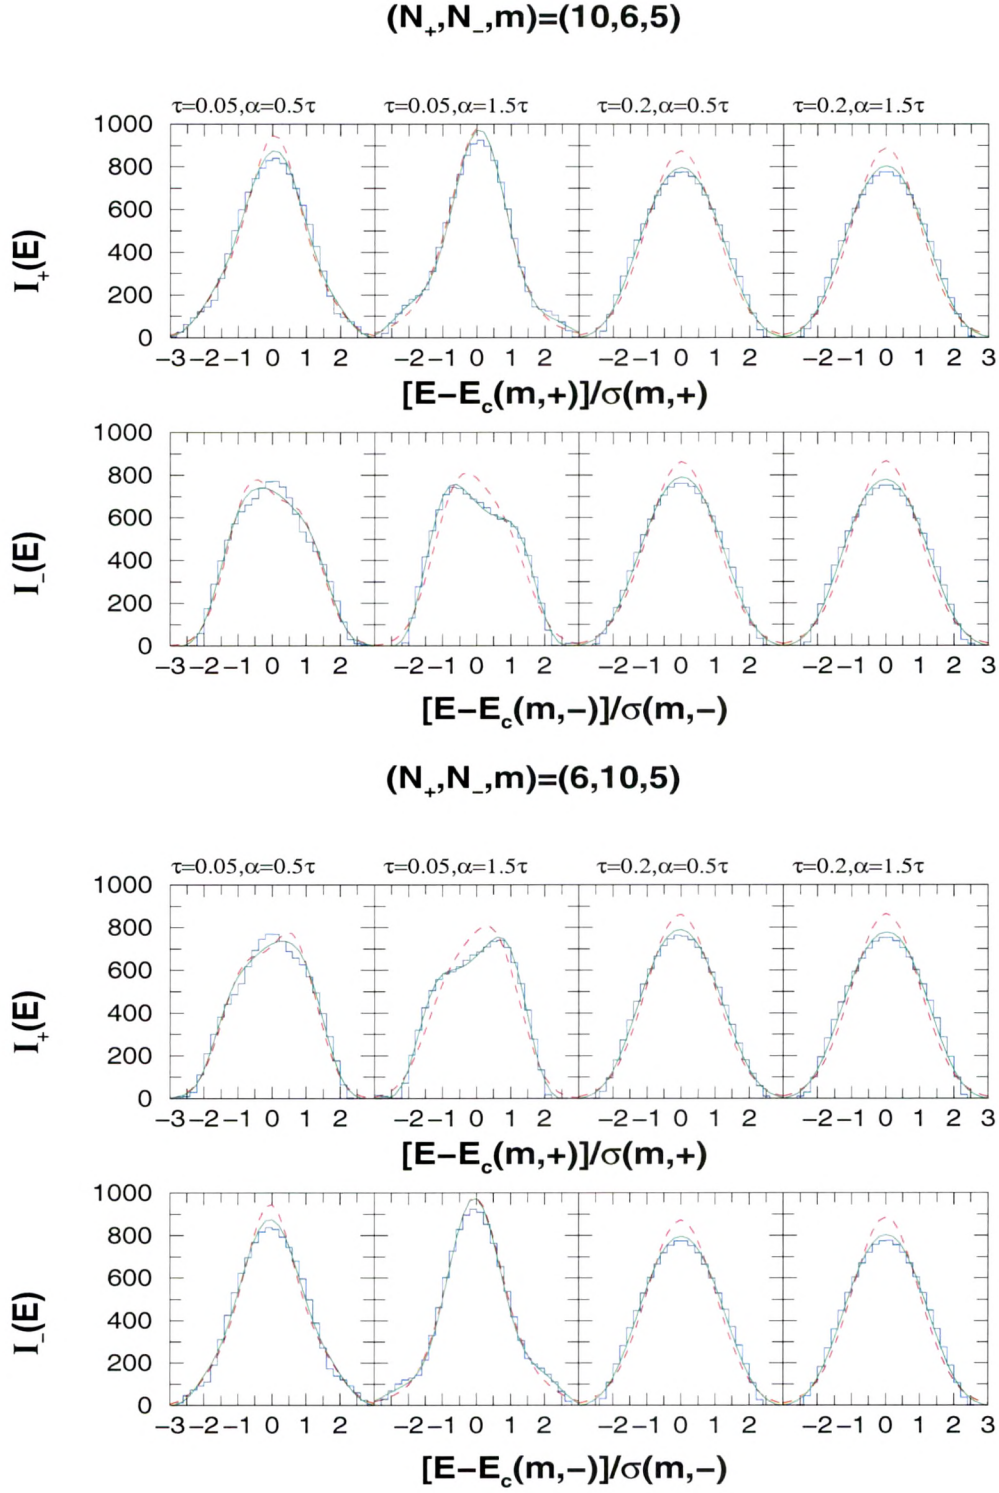 (N₊,N₋,m)=(10,6,5)
τ=0.05,α=0.5τ τ=0.05,α=1.5τ τ=0.2,α=0.5τ τ=0.2,α=1.5τ
1000
800
600
400
200
0
I₊(E)
−3 −2 −1 0 1 2 −2 −1 0 1 2 −2 −1 0 1 2 −2 −1 0 1 2 3
[E−E_c(m,+)]/σ(m,+)
1000
800
600
400
200
0
I₋(E)
−3 −2 −1 0 1 2 −2 −1 0 1 2 −2 −1 0 1 2 −2 −1 0 1 2 3
[E−E_c(m,−)]/σ(m,−)
(N₊,N₋,m)=(6,10,5)
τ=0.05,α=0.5τ τ=0.05,α=1.5τ τ=0.2,α=0.5τ τ=0.2,α=1.5τ
1000
800
600
400
200
0
I₊(E)
−3 −2 −1 0 1 2 −2 −1 0 1 2 −2 −1 0 1 2 −2 −1 0 1 2 3
[E−E_c(m,+)]/σ(m,+)
1000
800
600
400
200
0
I₋(E)
−3 −2 −1 0 1 2 −2 −1 0 1 2 −2 −1 0 1 2 −2 −1 0 1 2 3
[E−E_c(m,−)]/σ(m,−)